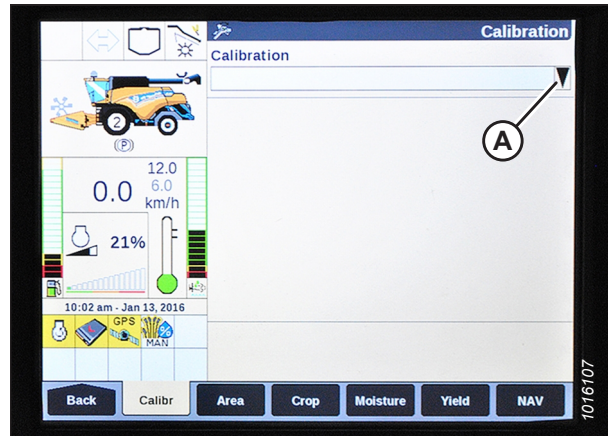 Calibration
Calibration
A
2
(P)
12.0
0.0
6.0
km/h
F
21%
10:02 am - Jan 13, 2016
GPS
MAN
Back
Calibr
Area
Crop
Moisture
Yield
NAV
1016107